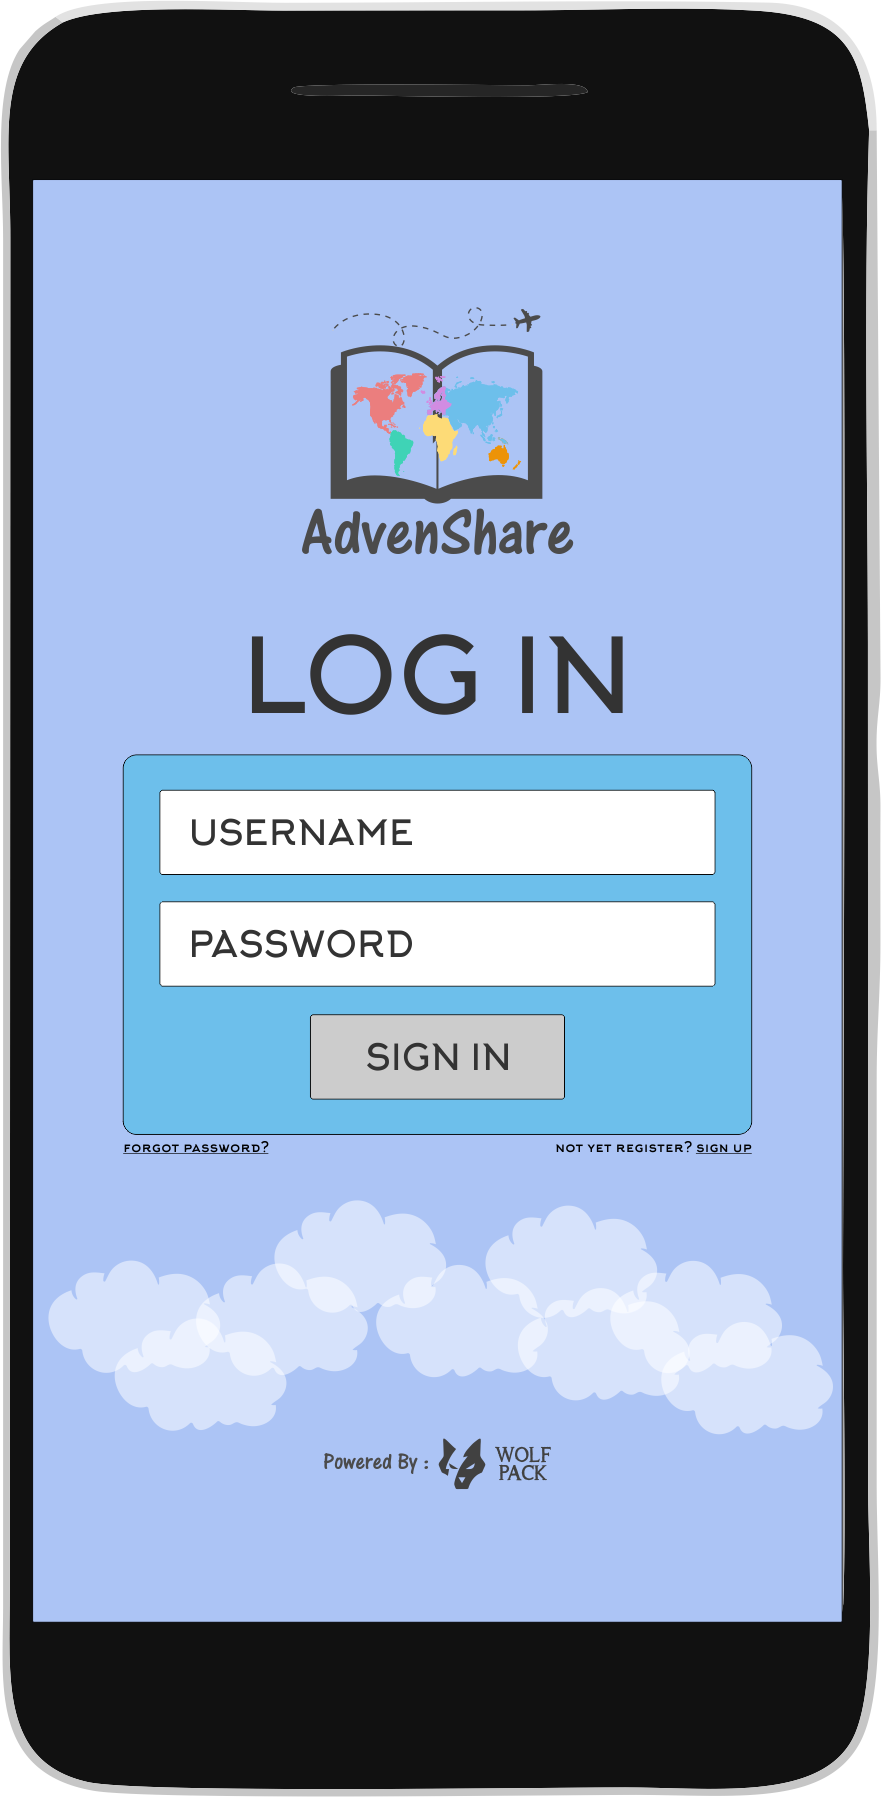 AdvenShare
LOG IN
USERNAME
PASSWORD
SIGN IN
FORGOT PASSWORD? NOT YET REGISTER? SIGN UP
Powered By : WOLF
PACK